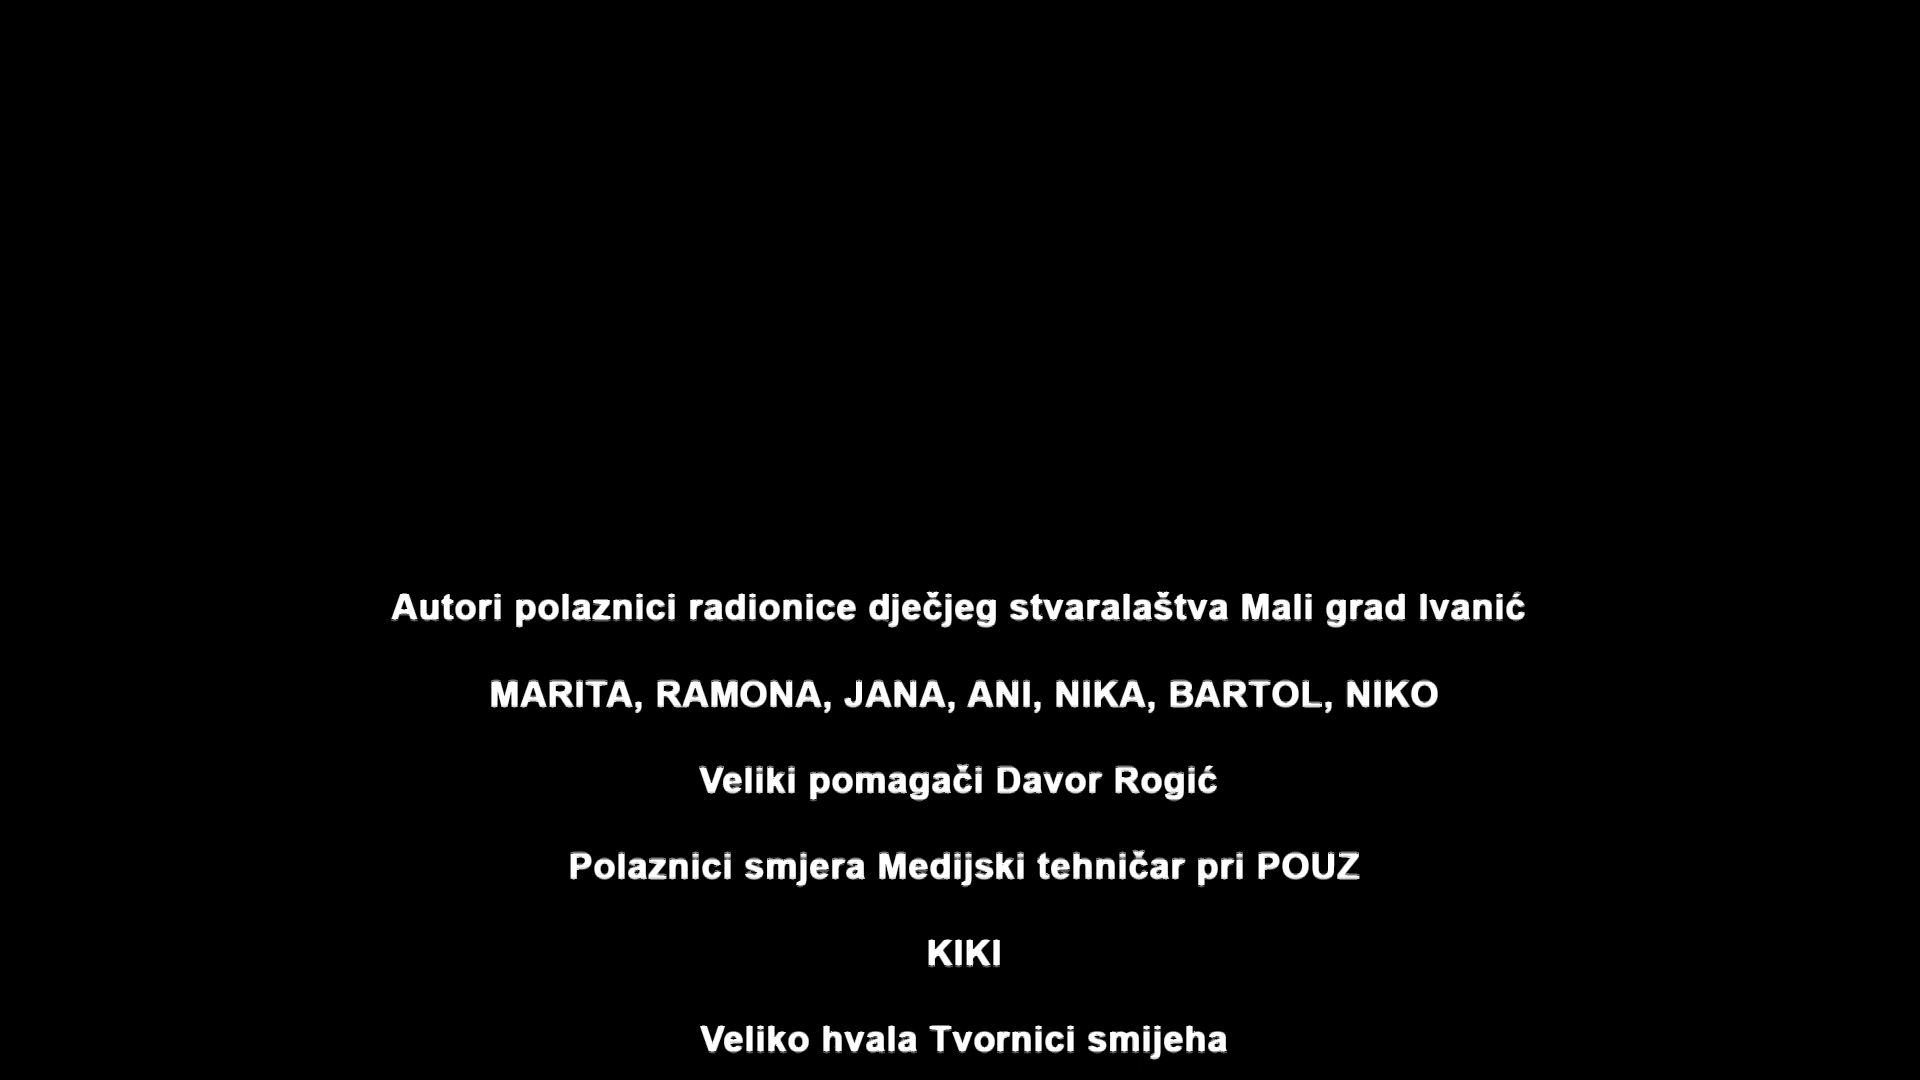 Autori polaznici radionice dječjeg stvaralaštva Mali grad Ivanić
MARITA, RAMONA, JANA, ANI, NIKA, BARTOL, NIKO
Veliki pomagači Davor Rogić
Polaznici smjera Medijski tehničar pri POUZ
KIKI
Veliko hvala Tvornici smijeha